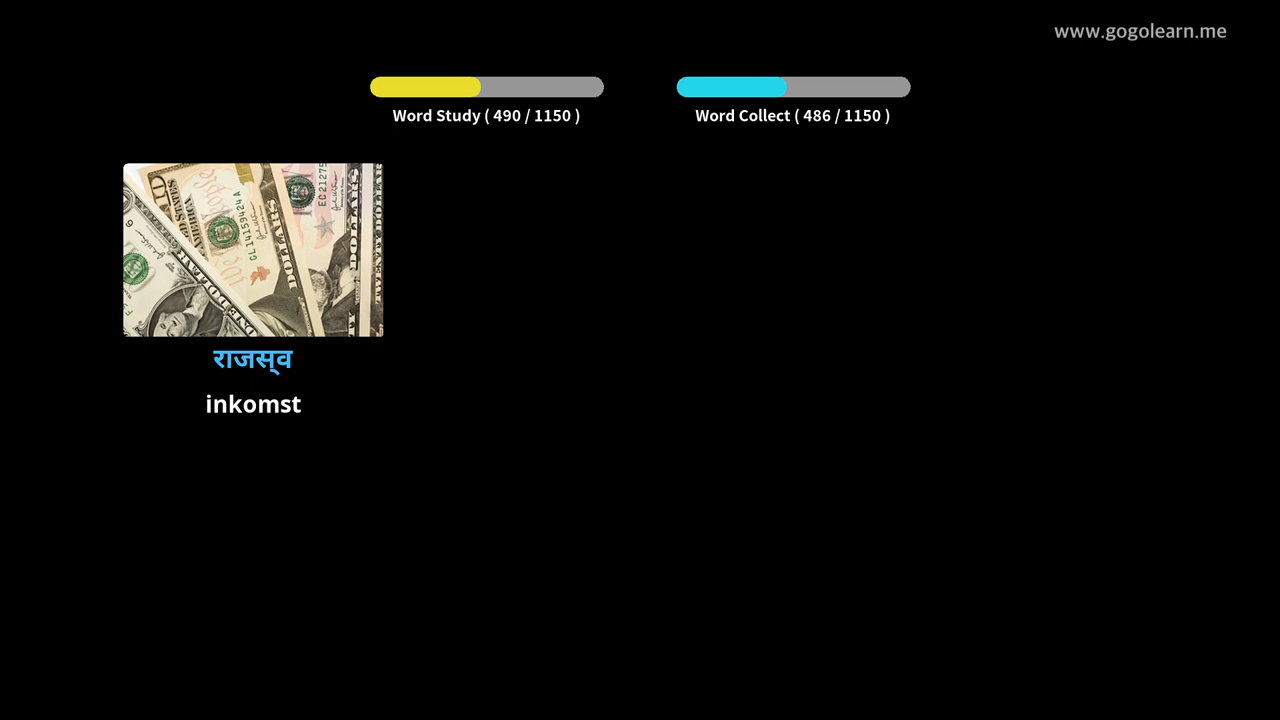 www.gogolearn.me
Word Study ( 490 / 1150 )
Word Collect ( 486 / 1150 )
राजस्व
inkomst